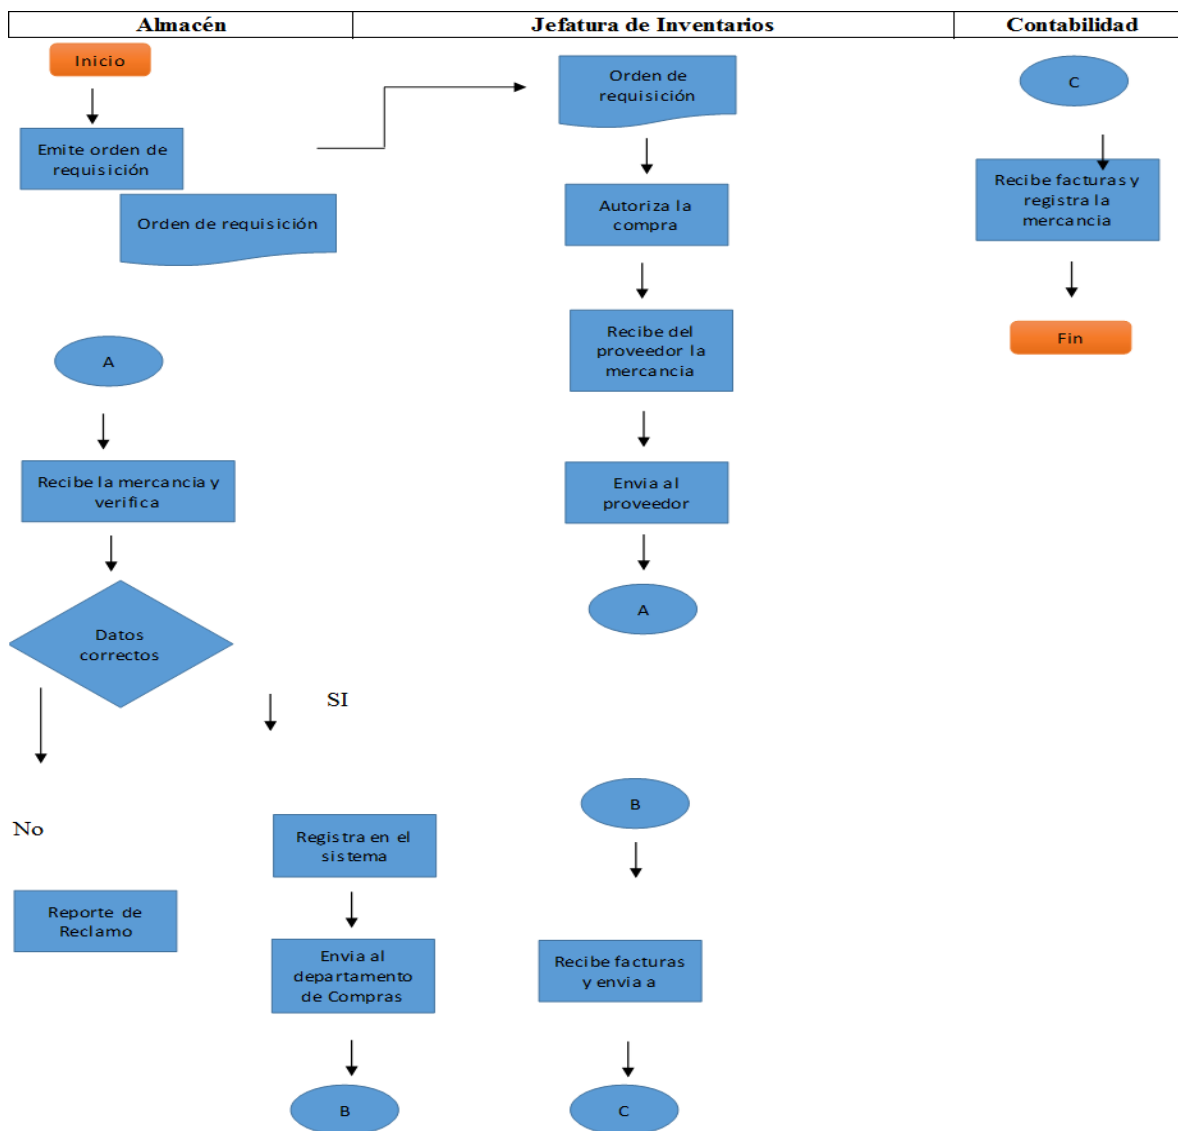 Almacén
Jefatura de Inventarios
Contabilidad
Inicio
Emite orden de
requisición
Orden de requisición
A
Recibe la mercancia y
verifica
Datos
correctos
SI
No
Registra en el
sistema
Reporte de
Reclamo
Envia al
departamento
de Compras
B
Orden de
requisición
Autoriza la
compra
Recibe del
proveedor la
mercancia
Envia al
proveedor
A
B
Recibe facturas
y envia a
C
C
Recibe facturas y
registra la
mercancia
Fin